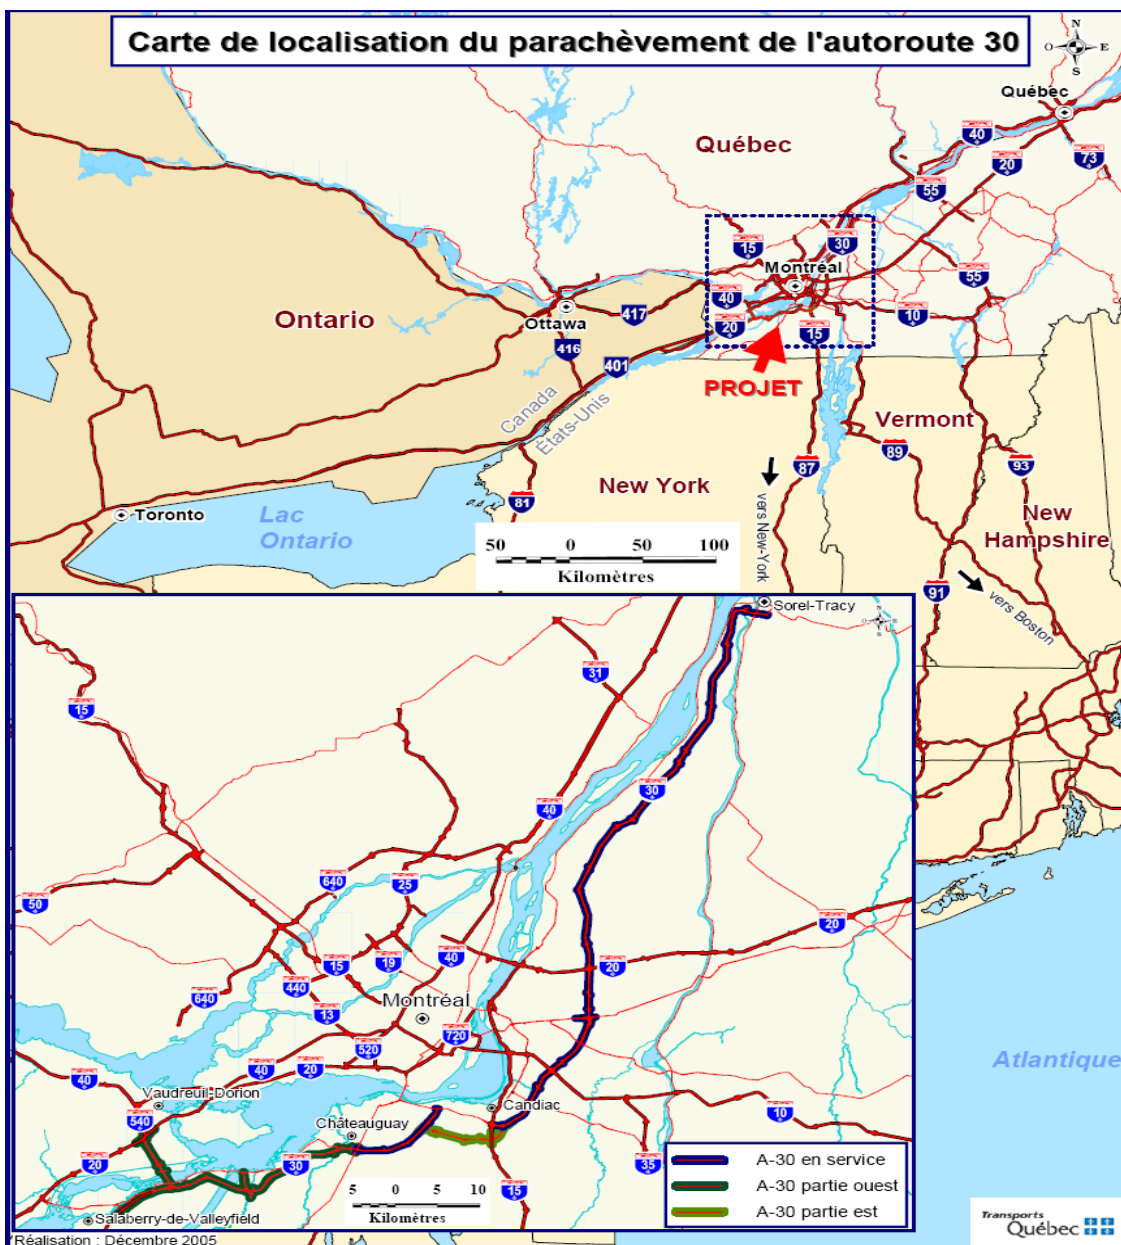 Carte de localisation du parachèvement de l'autoroute 30
N
O E
S
Québec
40
Québec
20
73
55
15
30
Montréal
55
40
Ontario
417
10
Ottawa
20
15
416
401
PROJET
Canada
États-Unis
Vermont
89
87
93
New York
81
vers New-York
Toronto
Lac
Ontario
New
Hampshire
50 0 50 100
Kilomètres
91
vers Boston
Sorel-Tracy
31
15
30
40
640
25
50
20
15
19
40
20
440
640
Montréal
13
720
520
40
20
40
Vaudreuil-Dorion
Atlantique
540
Châteauguay
Candiac
10
20
30
35
A-30 en service
15
5 0 5 10
Kilomètres
A-30 partie ouest
Salaberry-de-Valleyfield
A-30 partie est
Transports
Québec
Réalisation : Décembre 2005